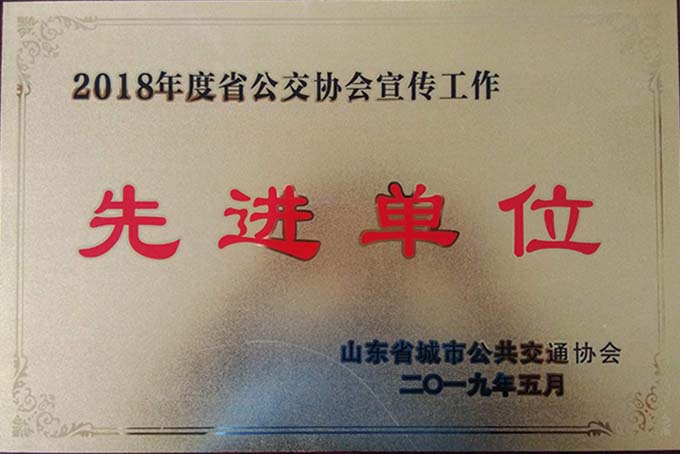 2018年度省公交协会宣传工作
先进单位
山东省城市公共交通协会
二〇一九年五月